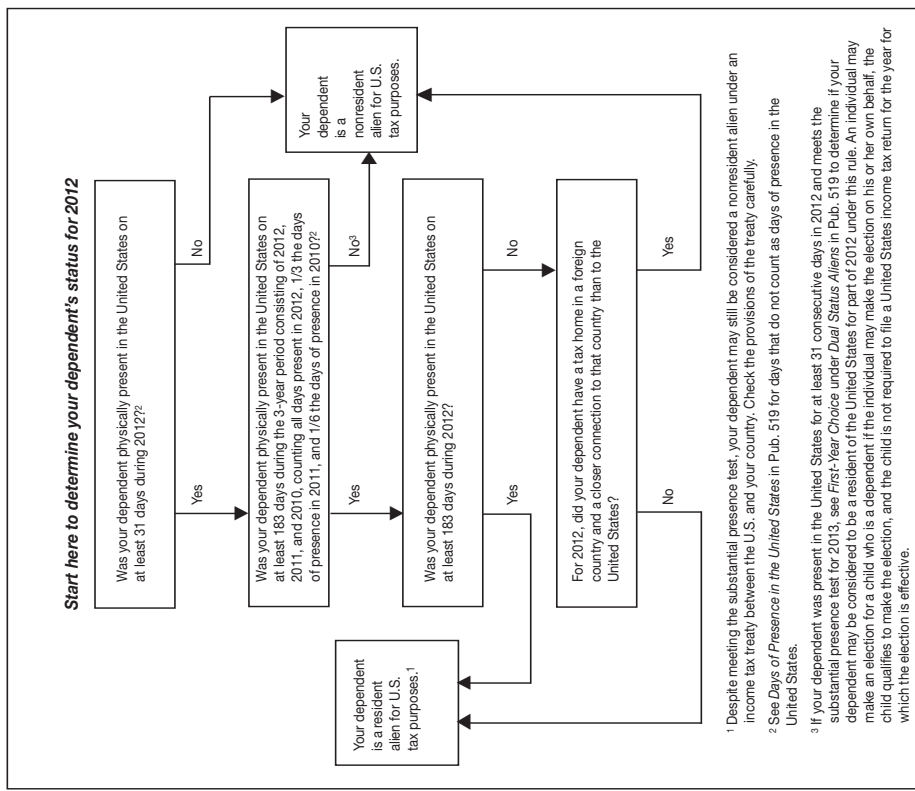 Start here to determine your dependent's status for 2012
Was your dependent physically present in the United States on
at least 31 days during 2012?²
Yes
No
Was your dependent physically present in the United States on
at least 183 days during the 3-year period consisting of 2012,
2011, and 2010, counting all days present in 2012, 1/3 the days
of presence in 2011, and 1/6 the days of presence in 2010?²
Yes
No³
Was your dependent physically present in the United States on
at least 183 days during 2012?
Yes
No
For 2012, did your dependent have a tax home in a foreign
country and a closer connection to that country than to the
United States?
No
Yes
Your dependent
is a resident
alien for U.S.
tax purposes.¹
Your
dependent
is a
nonresident
alien for U.S.
tax purposes.
¹ Despite meeting the substantial presence test, your dependent may still be considered a nonresident alien under an
income tax treaty between the U.S. and your country. Check the provisions of the treaty carefully.
² See Days of Presence in the United States in Pub. 519 for days that do not count as days of presence in the
United States.
³ If your dependent was present in the United States for at least 31 consecutive days in 2012 and meets the
substantial presence test for 2013, see First-Year Choice under Dual Status Aliens in Pub. 519 to determine if your
dependent may be considered to be a resident of the United States for part of 2012 under this rule. An individual may
make an election for a child who is a dependent if the individual may make the election on his or her own behalf, the
child qualifies to make the election, and the child is not required to file a United States income tax return for the year for
which the election is effective.